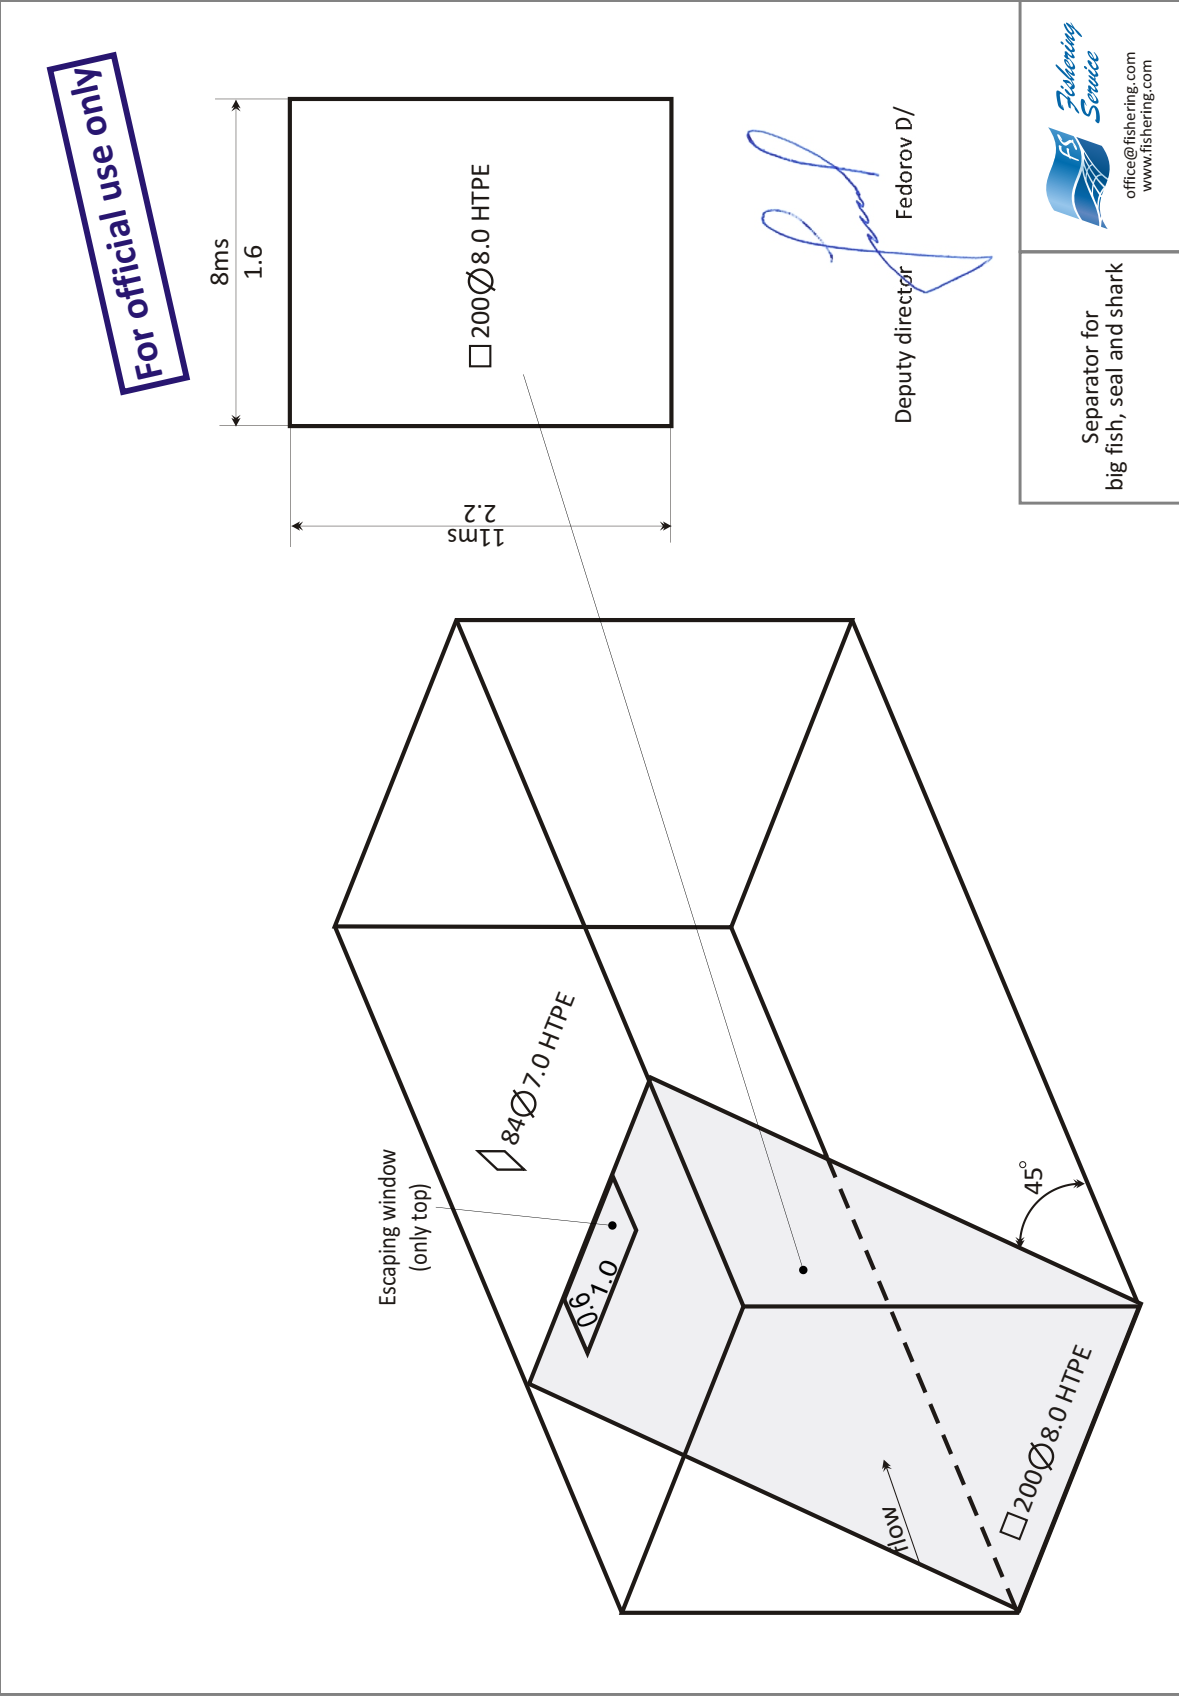 For official use only
8ms
1.6
□200∅8.0 HTPE
11ms
2.2
Escaping window
(only top)
◇84∅7.0 HTPE
0.6
1.0
45°
flow
□200∅8.0 HTPE
Deputy director Fedorov D/
Separator for
big fish, seal and shark
FS
Fishering
Service
office@fishering.com
www.fishering.com